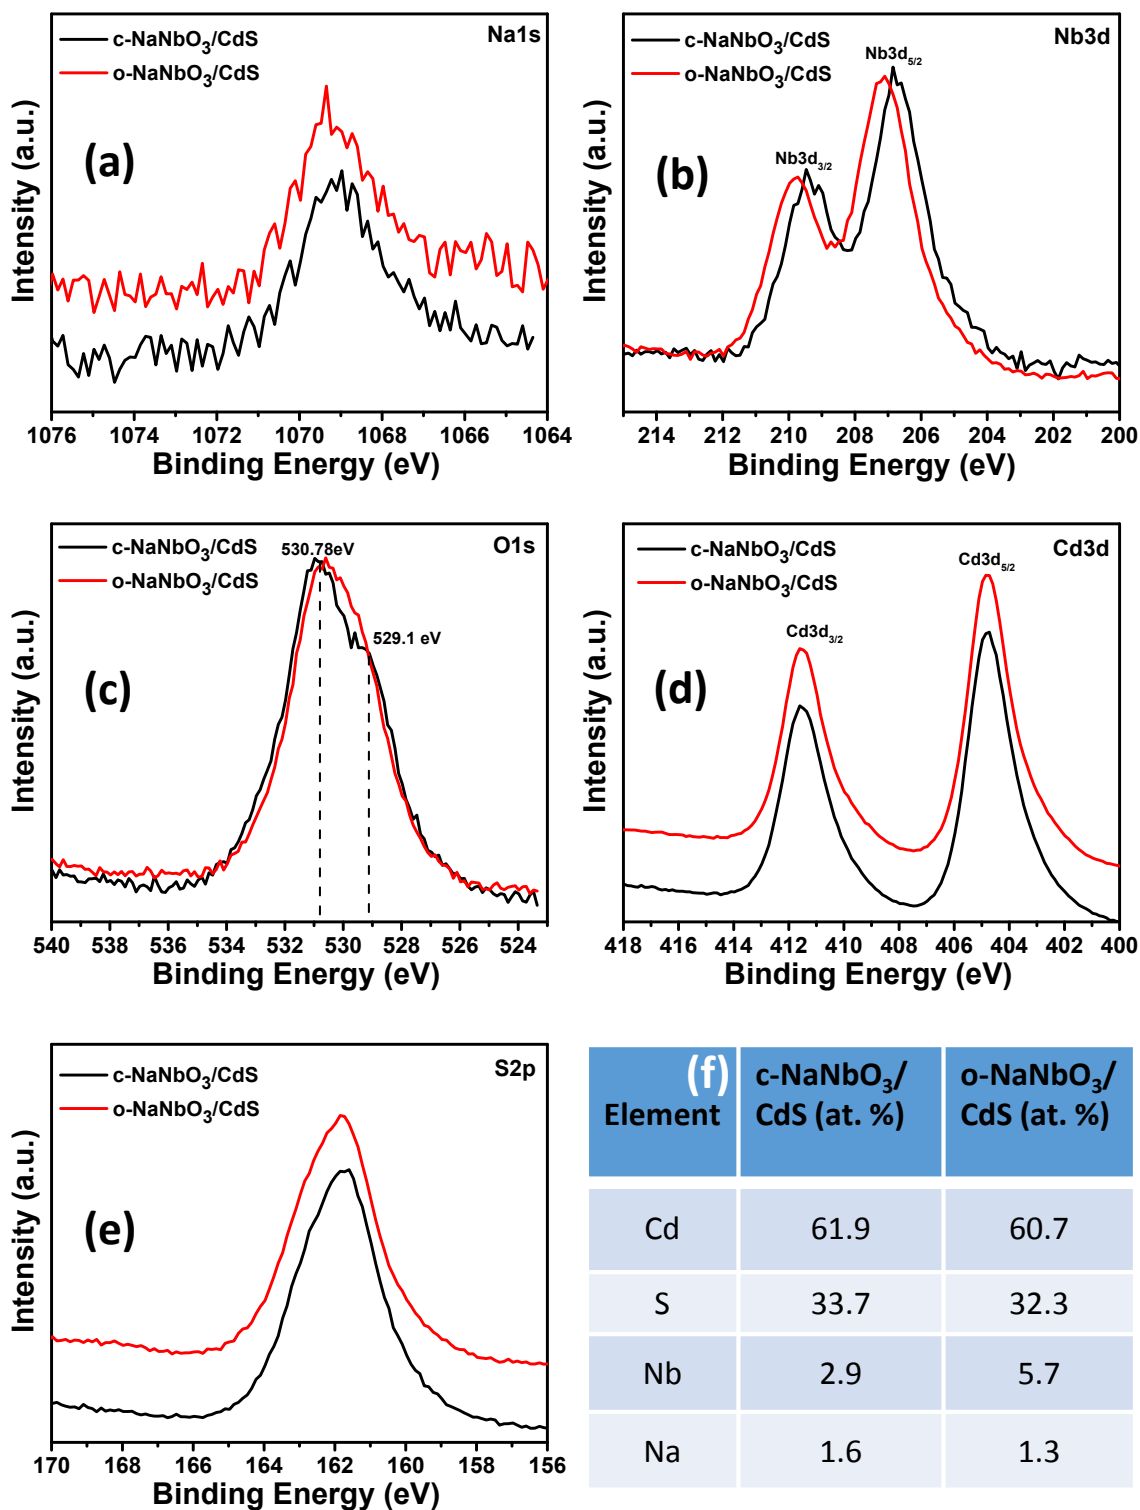 c-NaNbO₃/CdS
o-NaNbO₃/CdS
Na1s
(a)
Intensity (a.u.)
1076 1074 1072 1070 1068 1066 1064
Binding Energy (eV)
c-NaNbO₃/CdS
o-NaNbO₃/CdS
Nb3d
Nb3d₅/₂
Nb3d₃/₂
(b)
Intensity (a.u.)
214 212 210 208 206 204 202 200
Binding Energy (eV)
c-NaNbO₃/CdS
o-NaNbO₃/CdS
530.78eV
O1s
529.1 eV
(c)
Intensity (a.u.)
540 538 536 534 532 530 528 526 524
Binding Energy (eV)
c-NaNbO₃/CdS
o-NaNbO₃/CdS
Cd3d
Cd3d₅/₂
Cd3d₃/₂
(d)
Intensity (a.u.)
418 416 414 412 410 408 406 404 402 400
Binding Energy (eV)
c-NaNbO₃/CdS
o-NaNbO₃/CdS
S2p
(e)
Intensity (a.u.)
170 168 166 164 162 160 158 156
Binding Energy (eV)
(f)
Element c-NaNbO₃/ CdS (at. %) o-NaNbO₃/ CdS (at. %)
Cd 61.9 60.7
S 33.7 32.3
Nb 2.9 5.7
Na 1.6 1.3